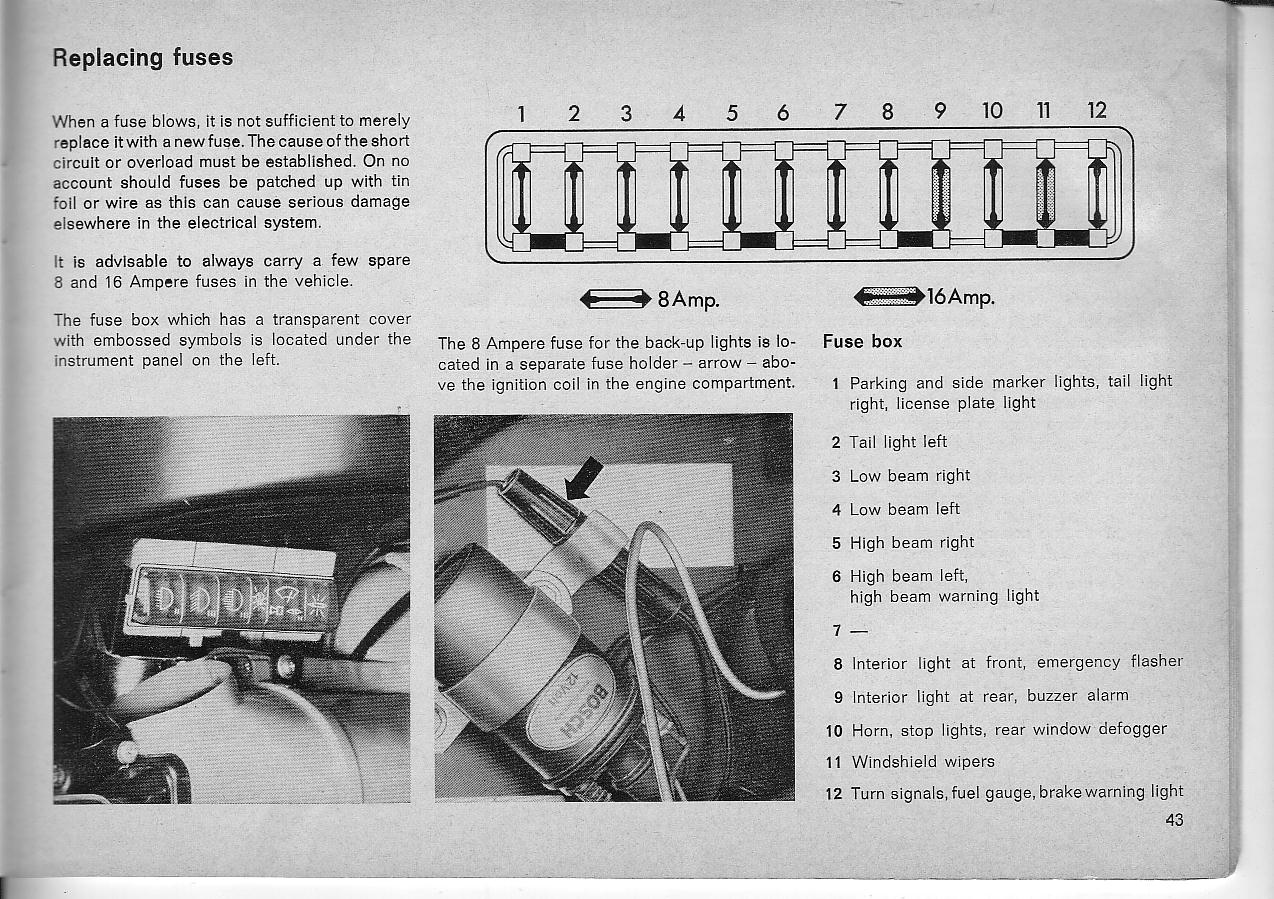 Replacing fuses
When a fuse blows, it is not sufficient to merely
replace it with a new fuse. The cause of the short
circuit or overload must be established. On no
account should fuses be patched up with tin
foil or wire as this can cause serious damage
elsewhere in the electrical system.
It is advisable to always carry a few spare
8 and 16 Ampere fuses in the vehicle.
The fuse box which has a transparent cover
with embossed symbols is located under the
instrument panel on the left.
1 2 3 4 5 6 7 8 9 10 11 12
8 Amp. 16 Amp.
The 8 Ampere fuse for the back-up lights is lo-
cated in a separate fuse holder – arrow – abo-
ve the ignition coil in the engine compartment.
12 Volt
BOSCH
Fuse box
1 Parking and side marker lights, tail light
right, license plate light
2 Tail light left
3 Low beam right
4 Low beam left
5 High beam right
6 High beam left,
high beam warning light
7 —
8 Interior light at front, emergency flasher
9 Interior light at rear, buzzer alarm
10 Horn, stop lights, rear window defogger
11 Windshield wipers
12 Turn signals, fuel gauge, brake warning light
43